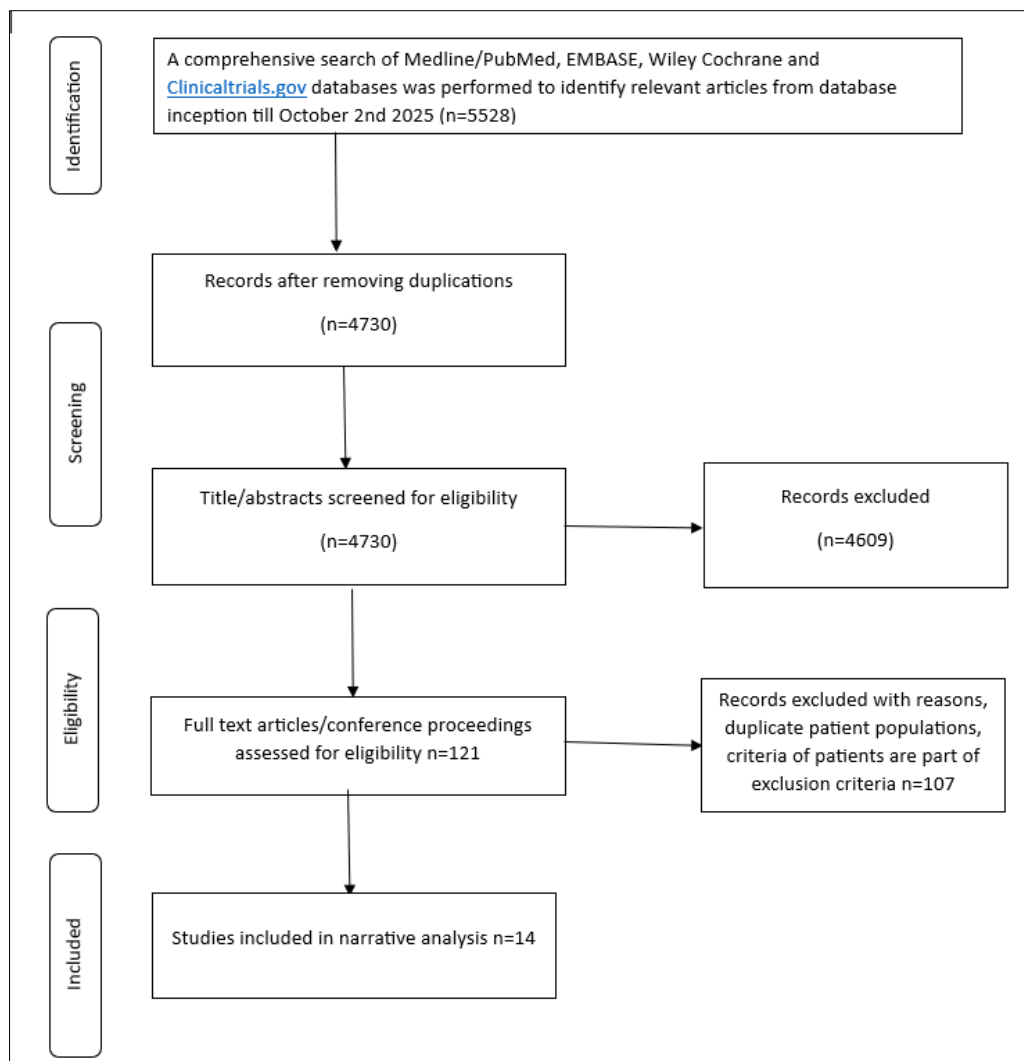 Identification
A comprehensive search of Medline/PubMed, EMBASE, Wiley Cochrane and
Clinicaltrials.gov databases was performed to identify relevant articles from database
inception till October 2nd 2025 (n=5528)
Screening
Records after removing duplications
(n=4730)
Title/abstracts screened for eligibility
(n=4730)
Records excluded
(n=4609)
Eligibility
Full text articles/conference proceedings
assessed for eligibility n=121
Records excluded with reasons,
duplicate patient populations,
criteria of patients are part of
exclusion criteria n=107
Included
Studies included in narrative analysis n=14